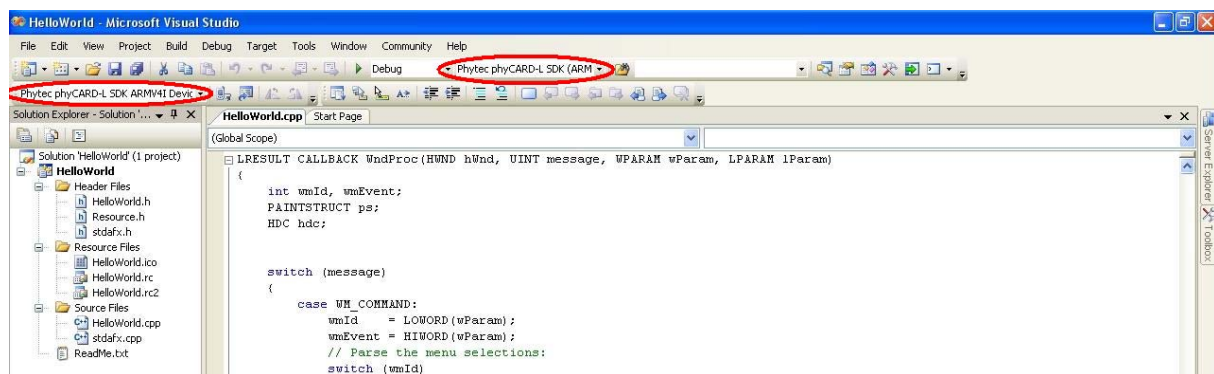 HelloWorld - Microsoft Visual Studio
File Edit View Project Build Debug Target Tools Window Community Help
Debug Phytec phyCARD-L SDK (ARM
Phytec phyCARD-L SDK ARMV4I Devic
Solution Explorer - Solution '...
HelloWorld.cpp Start Page
(Global Scope)
Solution 'HelloWorld' (1 project)
HelloWorld
Header Files
HelloWorld.h
Resource.h
stdafx.h
Resource Files
HelloWorld.ico
HelloWorld.rc
HelloWorld.rc2
Source Files
HelloWorld.cpp
stdafx.cpp
ReadMe.txt
LRESULT CALLBACK WndProc(HWND hWnd, UINT message, WPARAM wParam, LPARAM lParam)
{
int wmId, wmEvent;
PAINTSTRUCT ps;
HDC hdc;
switch (message)
{
case WM_COMMAND:
wmId = LOWORD(wParam);
wmEvent = HIWORD(wParam);
// Parse the menu selections:
switch (wmId)
Server Explorer
Toolbox